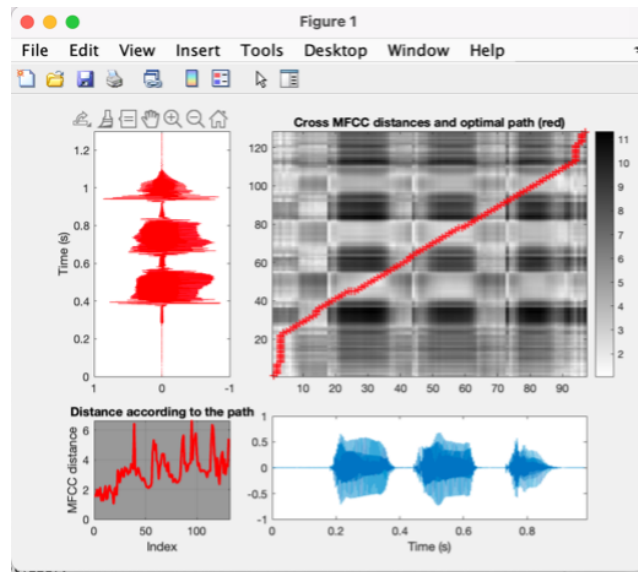 Figure 1
File Edit View Insert Tools Desktop Window Help
Cross MFCC distances and optimal path (red)
1.2
1
0.8
0.6
0.4
0.2
0
Time (s)
1 0 -1
120
100
80
60
40
20
10 20 30 40 50 60 70 80 90
11
10
9
8
7
6
5
4
3
2
Distance according to the path
6
4
2
0
MFCC distance
0 50 100
Index
1
0.5
0
-0.5
-1
0 0.2 0.4 0.6 0.8
Time (s)